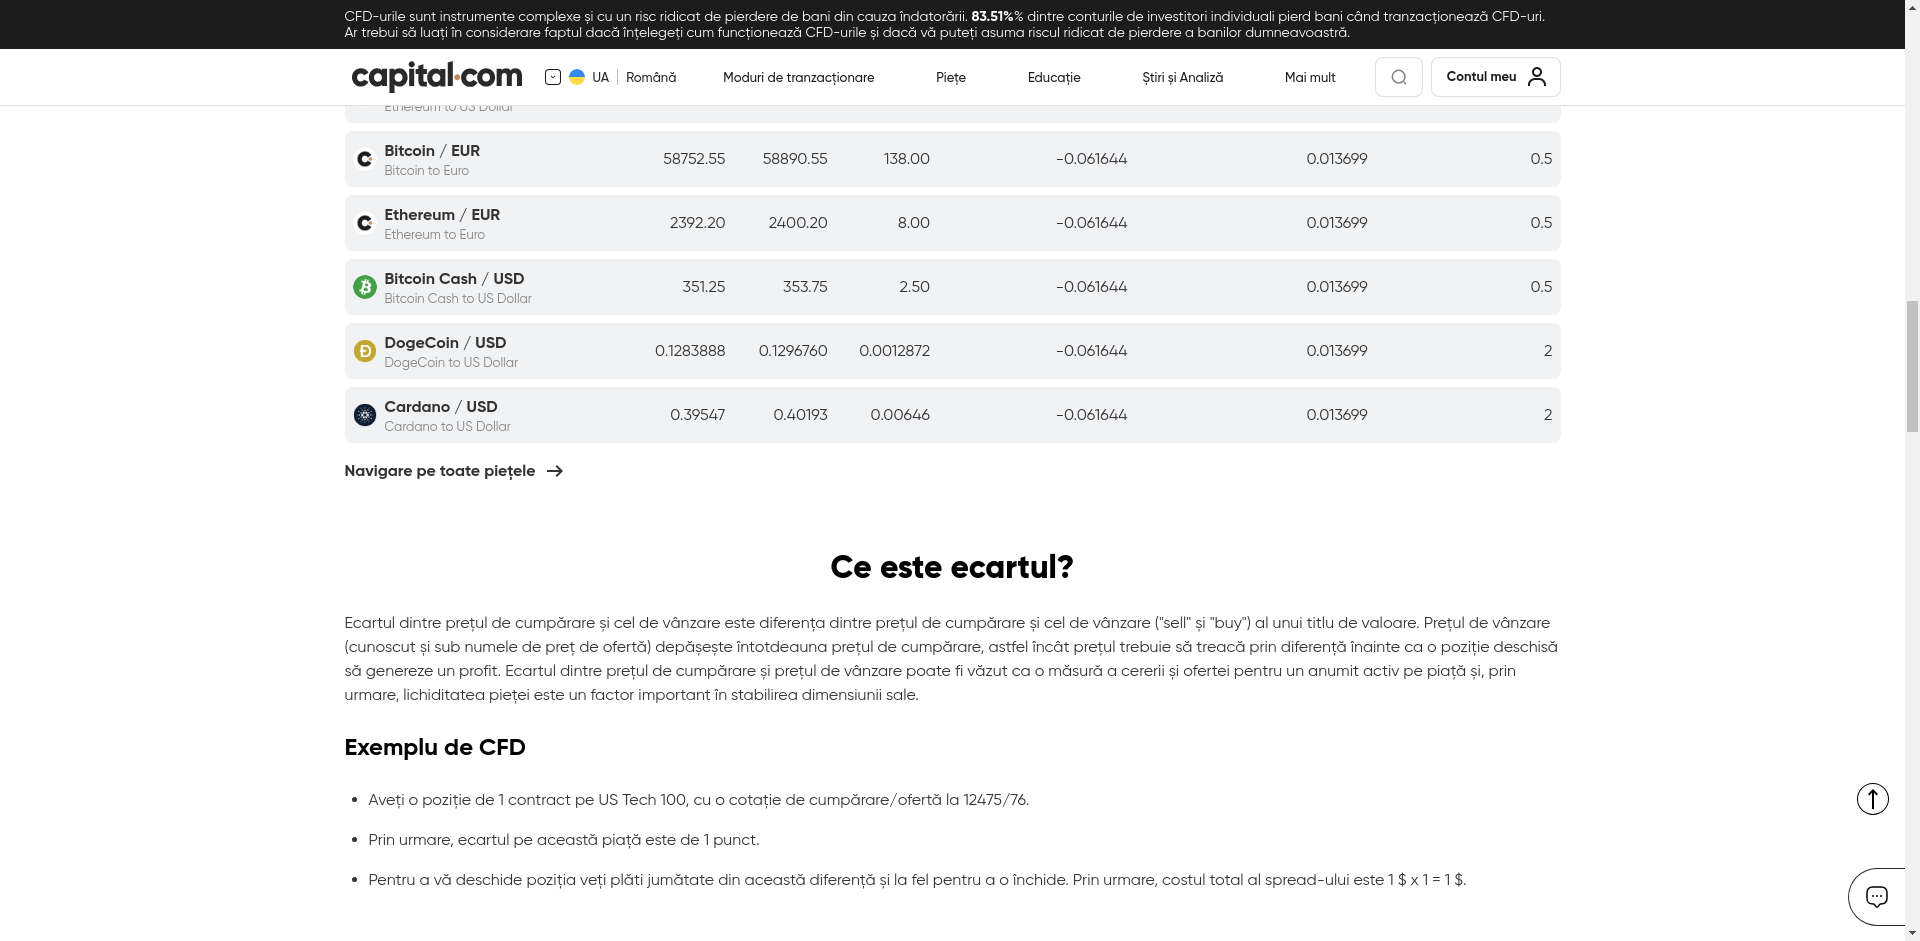 CFD-urile sunt instrumente complexe și cu un risc ridicat de pierdere de bani din cauza îndatorării. 83.51%% dintre conturile de investitori individuali pierd bani când tranzacționează CFD-uri.
Ar trebui să luați în considerare faptul dacă înțelegeți cum funcționează CFD-urile și dacă vă puteți asuma riscul ridicat de pierdere a banilor dumneavoastră.
capital.com UA Română Moduri de tranzacționare Piețe Educație Știri și Analiză Mai mult Contul meu
Ethereum to US Dollar
Bitcoin / EUR 58752.55 58890.55 138.00 -0.061644 0.013699 0.5
Bitcoin to Euro
Ethereum / EUR 2392.20 2400.20 8.00 -0.061644 0.013699 0.5
Ethereum to Euro
Bitcoin Cash / USD 351.25 353.75 2.50 -0.061644 0.013699 0.5
Bitcoin Cash to US Dollar
DogeCoin / USD 0.1283888 0.1296760 0.0012872 -0.061644 0.013699 2
DogeCoin to US Dollar
Cardano / USD 0.39547 0.40193 0.00646 -0.061644 0.013699 2
Cardano to US Dollar
Navigare pe toate piețele
Ce este ecartul?
Ecartul dintre prețul de cumpărare și cel de vânzare este diferența dintre prețul de cumpărare și cel de vânzare ("sell" și "buy") al unui titlu de valoare. Prețul de vânzare
(cunoscut și sub numele de preț de ofertă) depășește întotdeauna prețul de cumpărare, astfel încât prețul trebuie să treacă prin diferență înainte ca o poziție deschisă
să genereze un profit. Ecartul dintre prețul de cumpărare și prețul de vânzare poate fi văzut ca o măsură a cererii și ofertei pentru un anumit activ pe piață și, prin
urmare, lichiditatea pieței este un factor important în stabilirea dimensiunii sale.
Exemplu de CFD
• Aveți o poziție de 1 contract pe US Tech 100, cu o cotație de cumpărare/ofertă la 12475/76.
• Prin urmare, ecartul pe această piață este de 1 punct.
• Pentru a vă deschide poziția veți plăti jumătate din această diferență și la fel pentru a o închide. Prin urmare, costul total al spread-ului este 1 $ x 1 = 1 $.